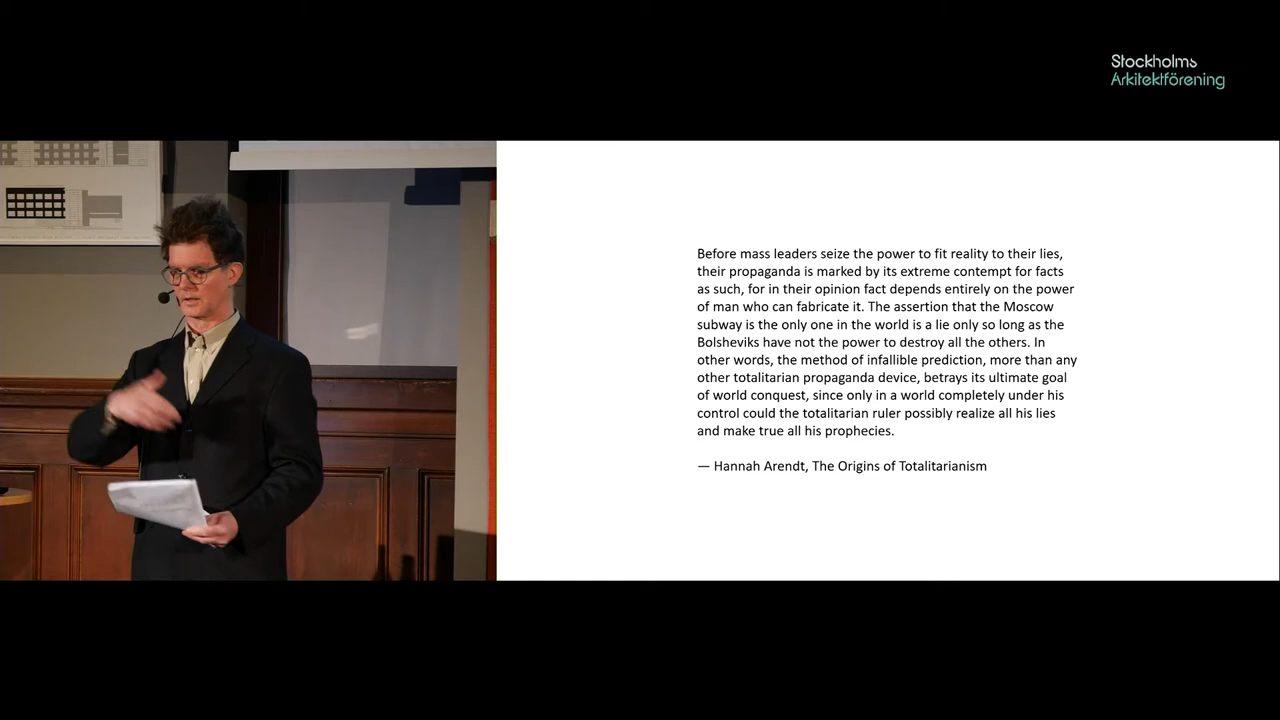 Stockholms
Arkitektförening
Before mass leaders seize the power to fit reality to their lies,
their propaganda is marked by its extreme contempt for facts
as such, for in their opinion fact depends entirely on the power
of man who can fabricate it. The assertion that the Moscow
subway is the only one in the world is a lie only so long as the
Bolsheviks have not the power to destroy all the others. In
other words, the method of infallible prediction, more than any
other totalitarian propaganda device, betrays its ultimate goal
of world conquest, since only in a world completely under his
control could the totalitarian ruler possibly realize all his lies
and make true all his prophecies.
— Hannah Arendt, The Origins of Totalitarianism